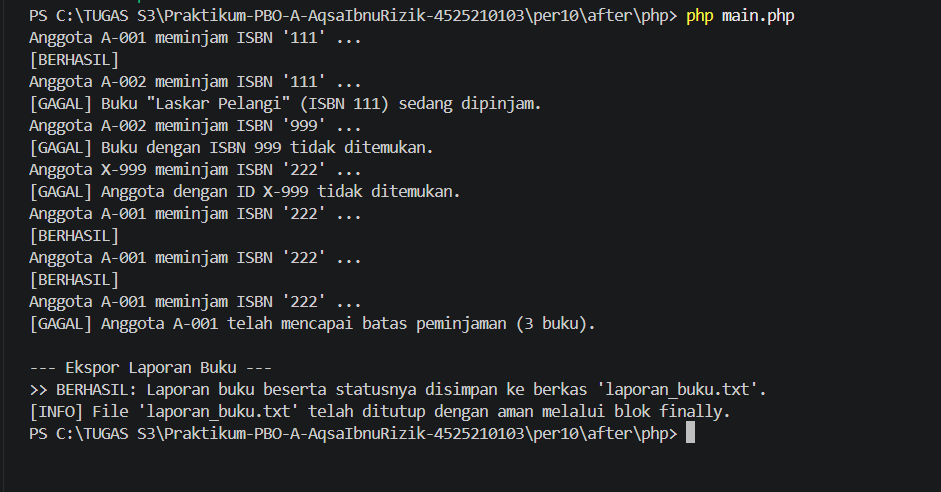 PS C:\TUGAS S3\Praktikum-PBO-A-AqsaIbnuRizik-4525210103\per10\after\php> php main.php
Anggota A-001 meminjam ISBN '111' ...
[BERHASIL]
Anggota A-002 meminjam ISBN '111' ...
[GAGAL] Buku "Laskar Pelangi" (ISBN 111) sedang dipinjam.
Anggota A-002 meminjam ISBN '999' ...
[GAGAL] Buku dengan ISBN 999 tidak ditemukan.
Anggota X-999 meminjam ISBN '222' ...
[GAGAL] Anggota dengan ID X-999 tidak ditemukan.
Anggota A-001 meminjam ISBN '222' ...
[BERHASIL]
Anggota A-001 meminjam ISBN '222' ...
[BERHASIL]
Anggota A-001 meminjam ISBN '222' ...
[GAGAL] Anggota A-001 telah mencapai batas peminjaman (3 buku).
--- Ekspor Laporan Buku ---
>> BERHASIL: Laporan buku beserta statusnya disimpan ke berkas 'laporan_buku.txt'.
[INFO] File 'laporan_buku.txt' telah ditutup dengan aman melalui blok finally.
PS C:\TUGAS S3\Praktikum-PBO-A-AqsaIbnuRizik-4525210103\per10\after\php>